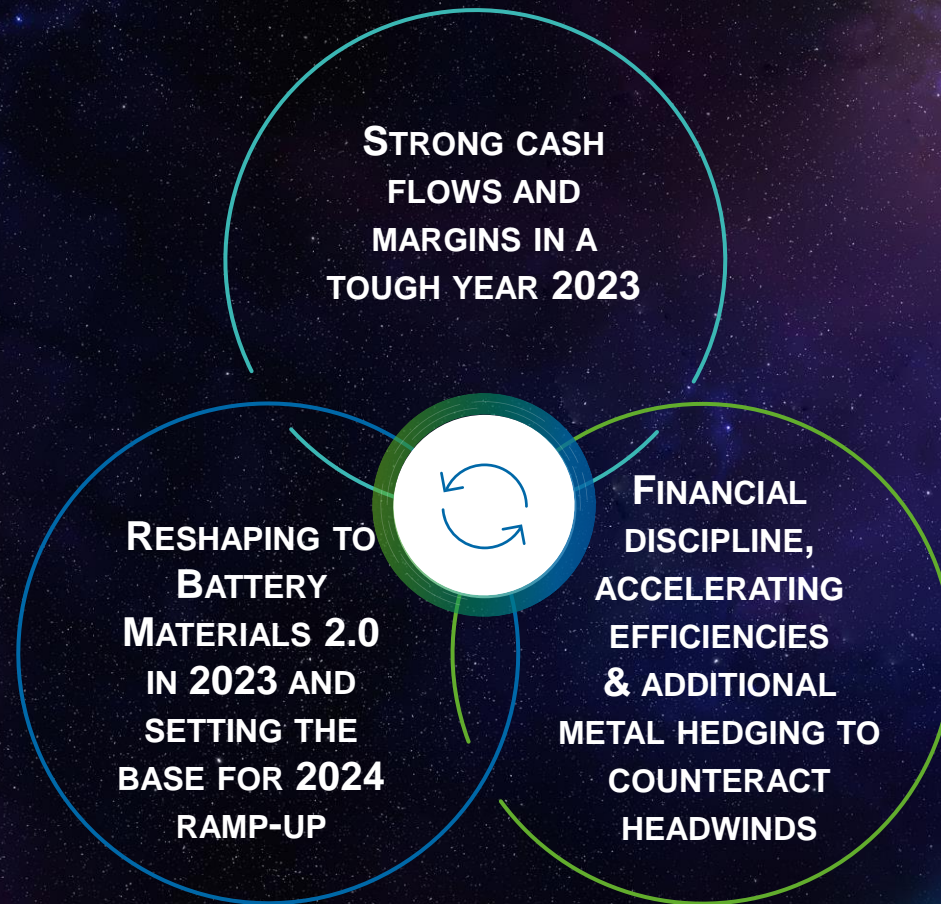 STRONG CASH
FLOWS AND
MARGINS IN A
TOUGH YEAR 2023
RESHAPING TO
BATTERY
MATERIALS 2.0
IN 2023 AND
SETTING THE
BASE FOR 2024
RAMP-UP
FINANCIAL
DISCIPLINE,
ACCELERATING
EFFICIENCIES
& ADDITIONAL
METAL HEDGING TO
COUNTERACT
HEADWINDS